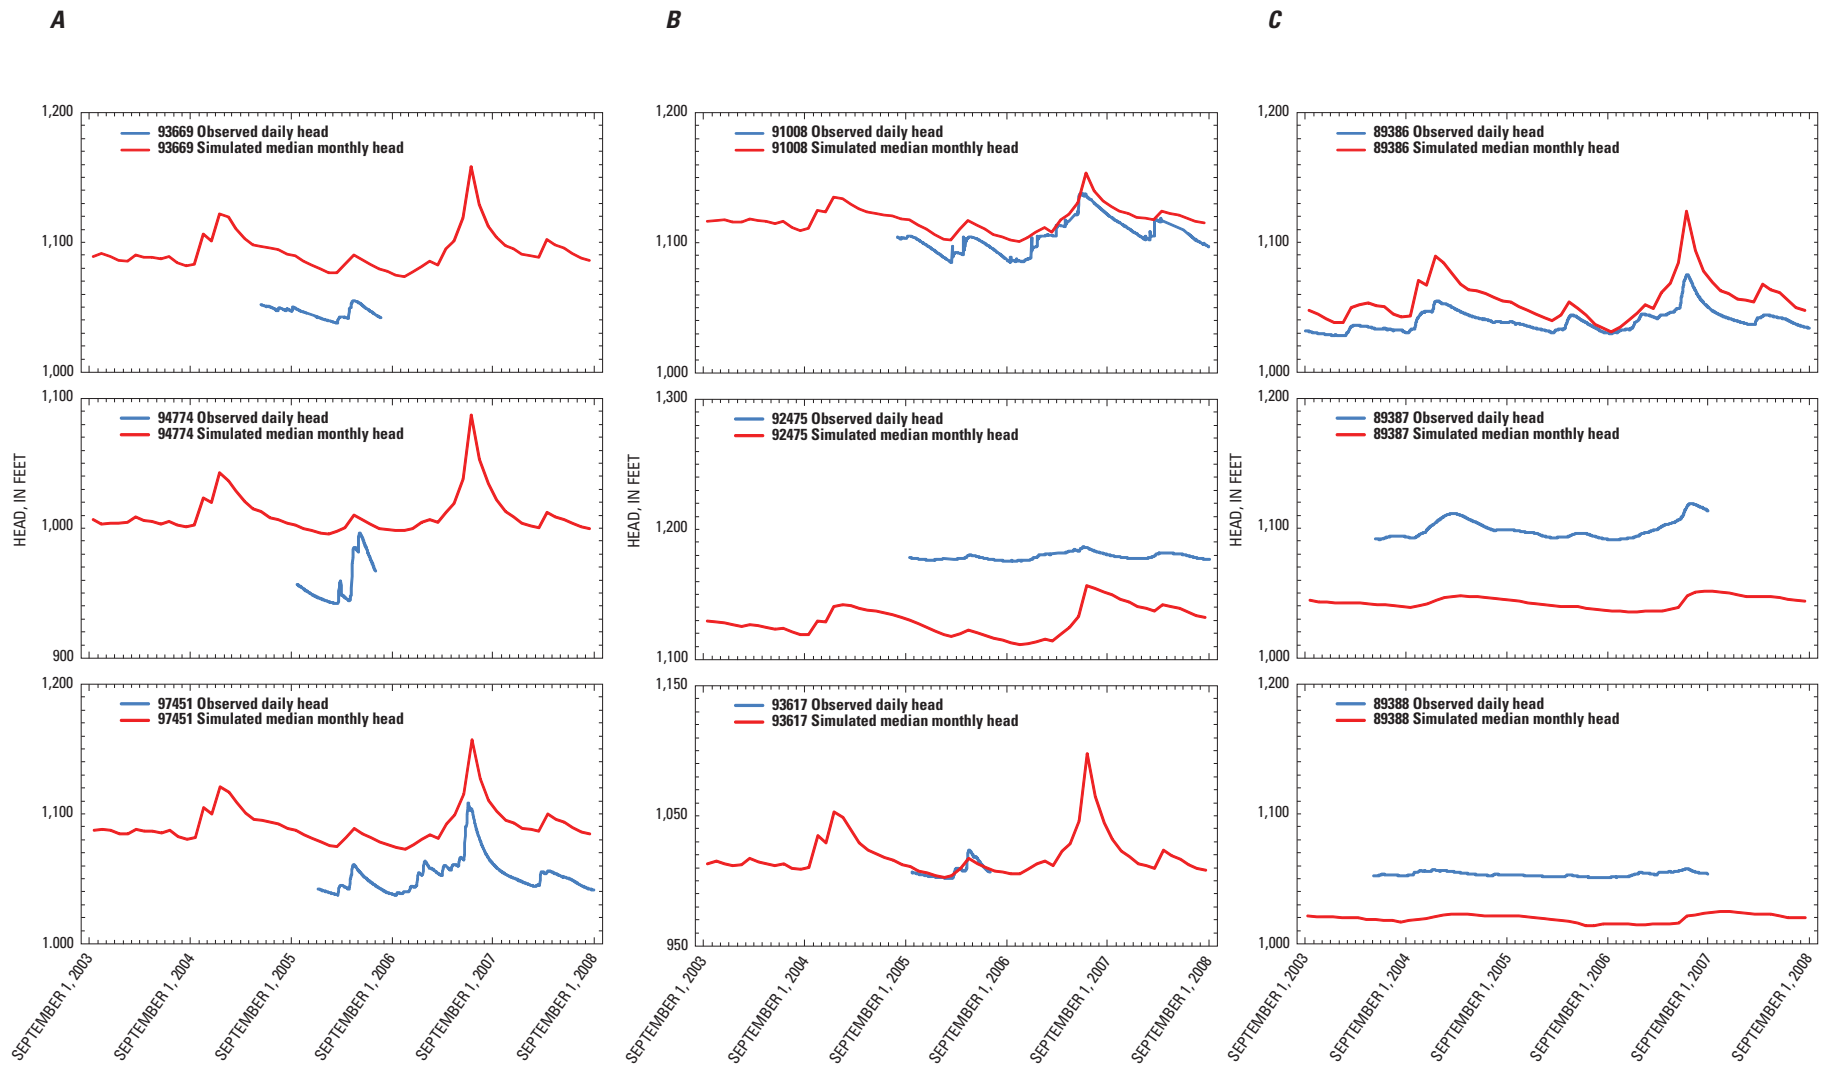 A
B
C
1,200
93669 Observed daily head
93669 Simulated median monthly head
1,100
1,000
1,200
91008 Observed daily head
91008 Simulated median monthly head
1,100
1,000
1,200
89386 Observed daily head
89386 Simulated median monthly head
1,100
1,000
HEAD, IN FEET
1,100
94774 Observed daily head
94774 Simulated median monthly head
1,000
900
HEAD, IN FEET
1,300
92475 Observed daily head
92475 Simulated median monthly head
1,200
1,100
HEAD, IN FEET
1,200
89387 Observed daily head
89387 Simulated median monthly head
1,100
1,000
1,200
97451 Observed daily head
97451 Simulated median monthly head
1,100
1.000
1,150
93617 Observed daily head
93617 Simulated median monthly head
1,050
950
1,200
89388 Observed daily head
89388 Simulated median monthly head
1,100
1,000
SEPTEMBER 1, 2003
SEPTEMBER 1, 2004
SEPTEMBER 1, 2005
SEPTEMBER 1, 2006
SEPTEMBER 1, 2007
SEPTEMBER 1, 2008
SEPTEMBER 1, 2003
SEPTEMBER 1, 2004
SEPTEMBER 1, 2005
SEPTEMBER 1, 2006
SEPTEMBER 1, 2007
SEPTEMBER 1, 2008
SEPTEMBER 1, 2003
SEPTEMBER 1, 2004
SEPTEMBER 1, 2005
SEPTEMBER 1, 2006
SEPTEMBER 1, 2007
SEPTEMBER 1, 2008